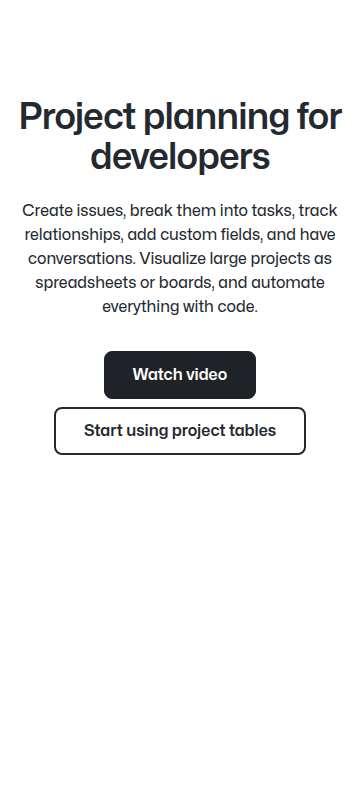 Project planning for
developers
Create issues, break them into tasks, track
relationships, add custom fields, and have
conversations. Visualize large projects as
spreadsheets or boards, and automate
everything with code.
Watch video
Start using project tables